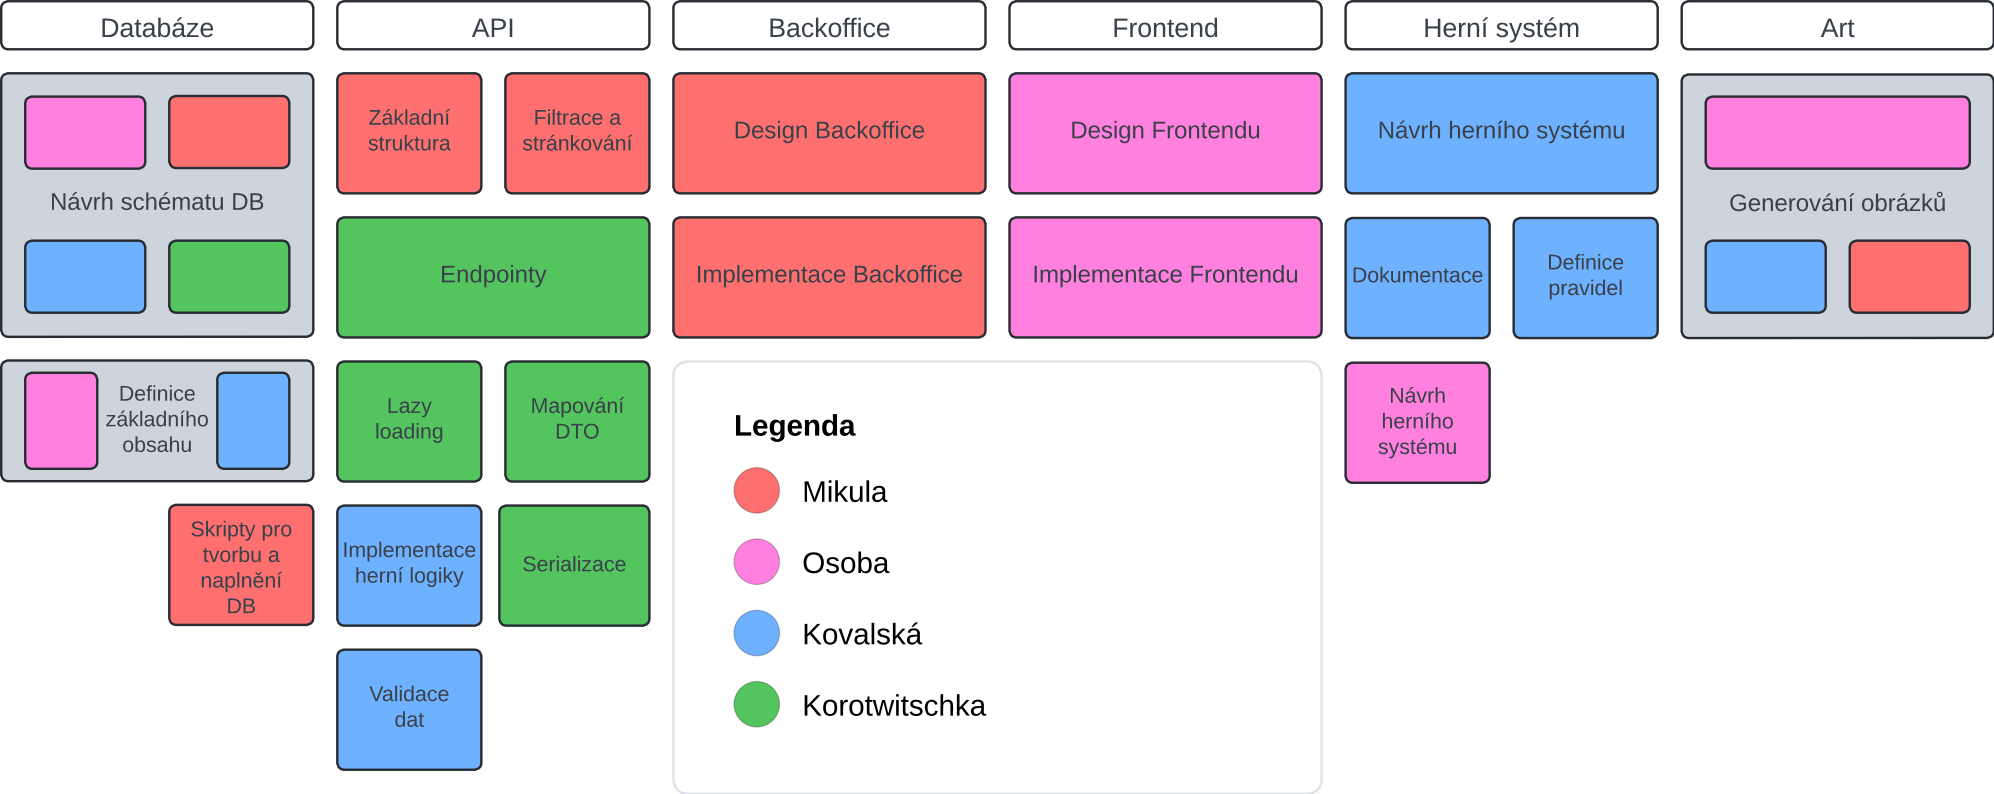 Databáze
API
Backoffice
Frontend
Herní systém
Art
Návrh schématu DB
Definice
základního
obsahu
Skripty pro
tvorbu a
naplnění
DB
Základní
struktura
Filtrace a
stránkování
Endpointy
Lazy
loading
Mapování
DTO
Implementace
herní logiky
Serializace
Validace
dat
Design Backoffice
Implementace Backoffice
Design Frontendu
Implementace Frontendu
Návrh herního systému
Dokumentace
Definice
pravidel
Návrh
herního
systému
Generování obrázků
Legenda
Mikula
Osoba
Kovalská
Korotwitschka